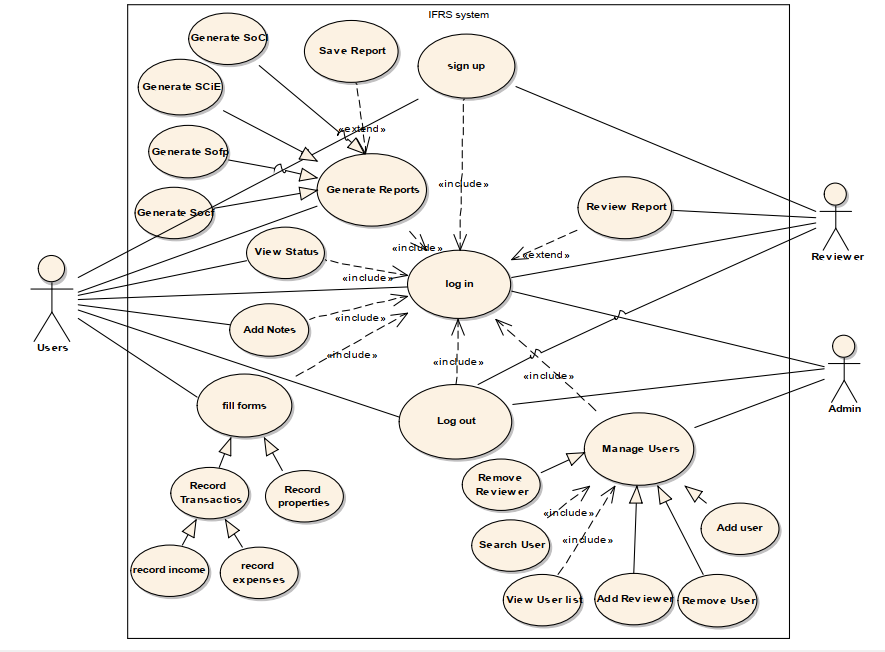 IFRS system
Generate SoCI
Save Report
sign up
Generate SCiE
«extend»
Generate Sofp
Generate Reports
«include»
Review Report
Generate Socf
View Status
«include»
«extend»
Reviewer
«include»
log in
Users
Add Notes
«include»
«include»
«include»
«include»
Admin
fill forms
Log out
Manage Users
Record
Transactios
Record
properties
Remove
Reviewer
«include»
Add user
Search User
«include»
record income
record
expenses
View User list
Add Reviewer
Remove User